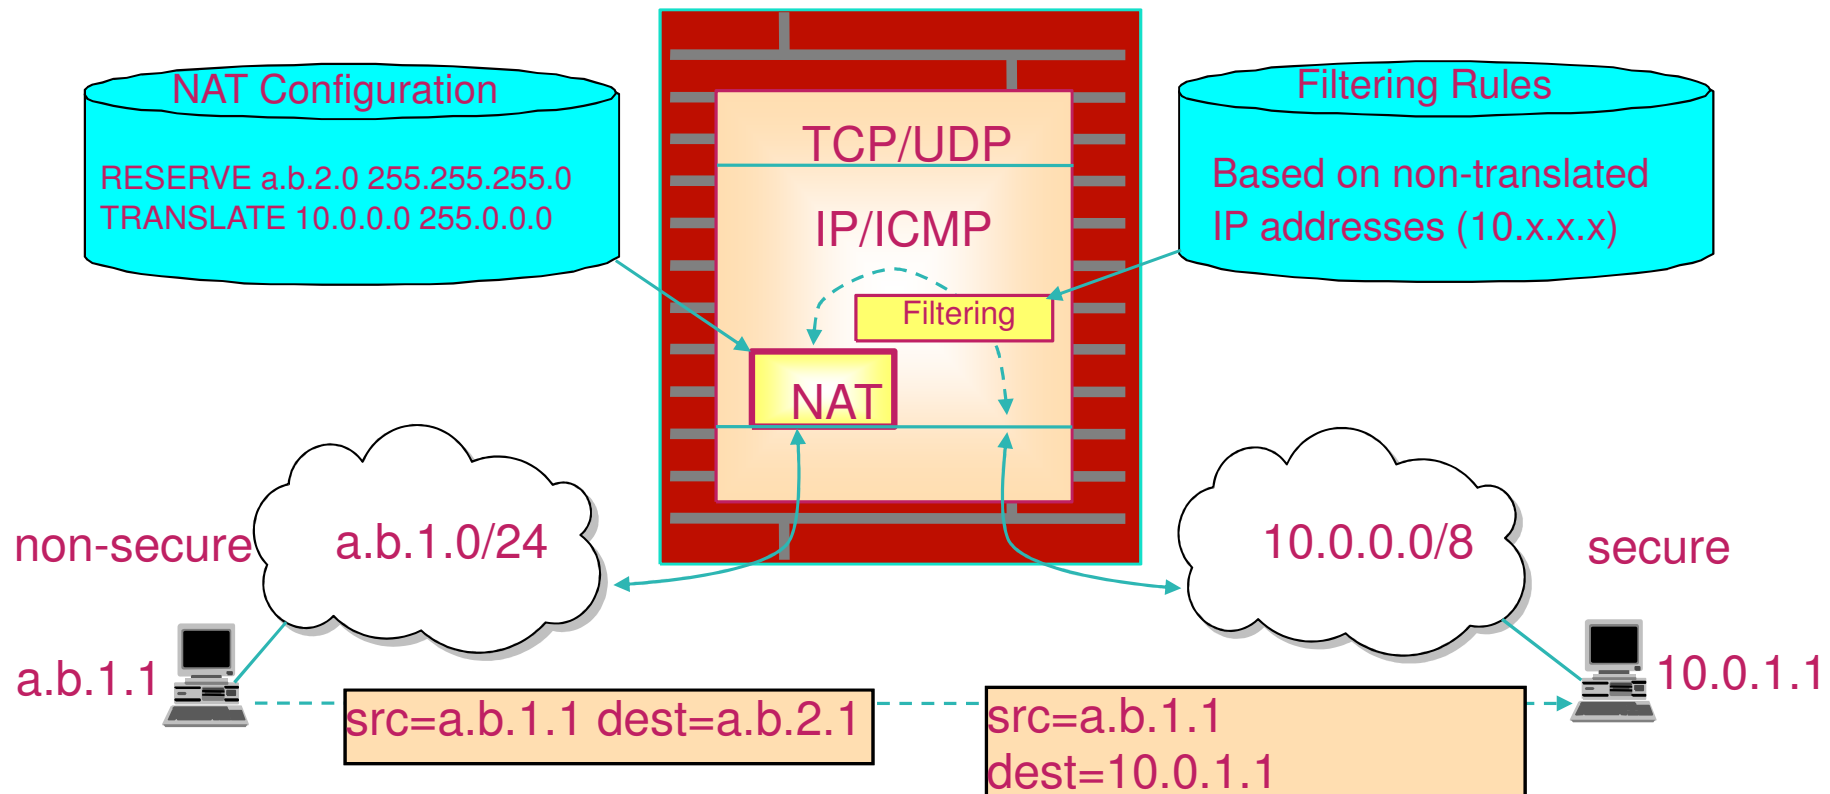 NAT Configuration
RESERVE a.b.2.0 255.255.255.0
TRANSLATE 10.0.0.0 255.0.0.0
TCP/UDP
IP/ICMP
Filtering
NAT
Filtering Rules
Based on non-translated
IP addresses (10.x.x.x)
non-secure
a.b.1.0/24
10.0.0.0/8
secure
a.b.1.1
src=a.b.1.1 dest=a.b.2.1
src=a.b.1.1
dest=10.0.1.1
10.0.1.1